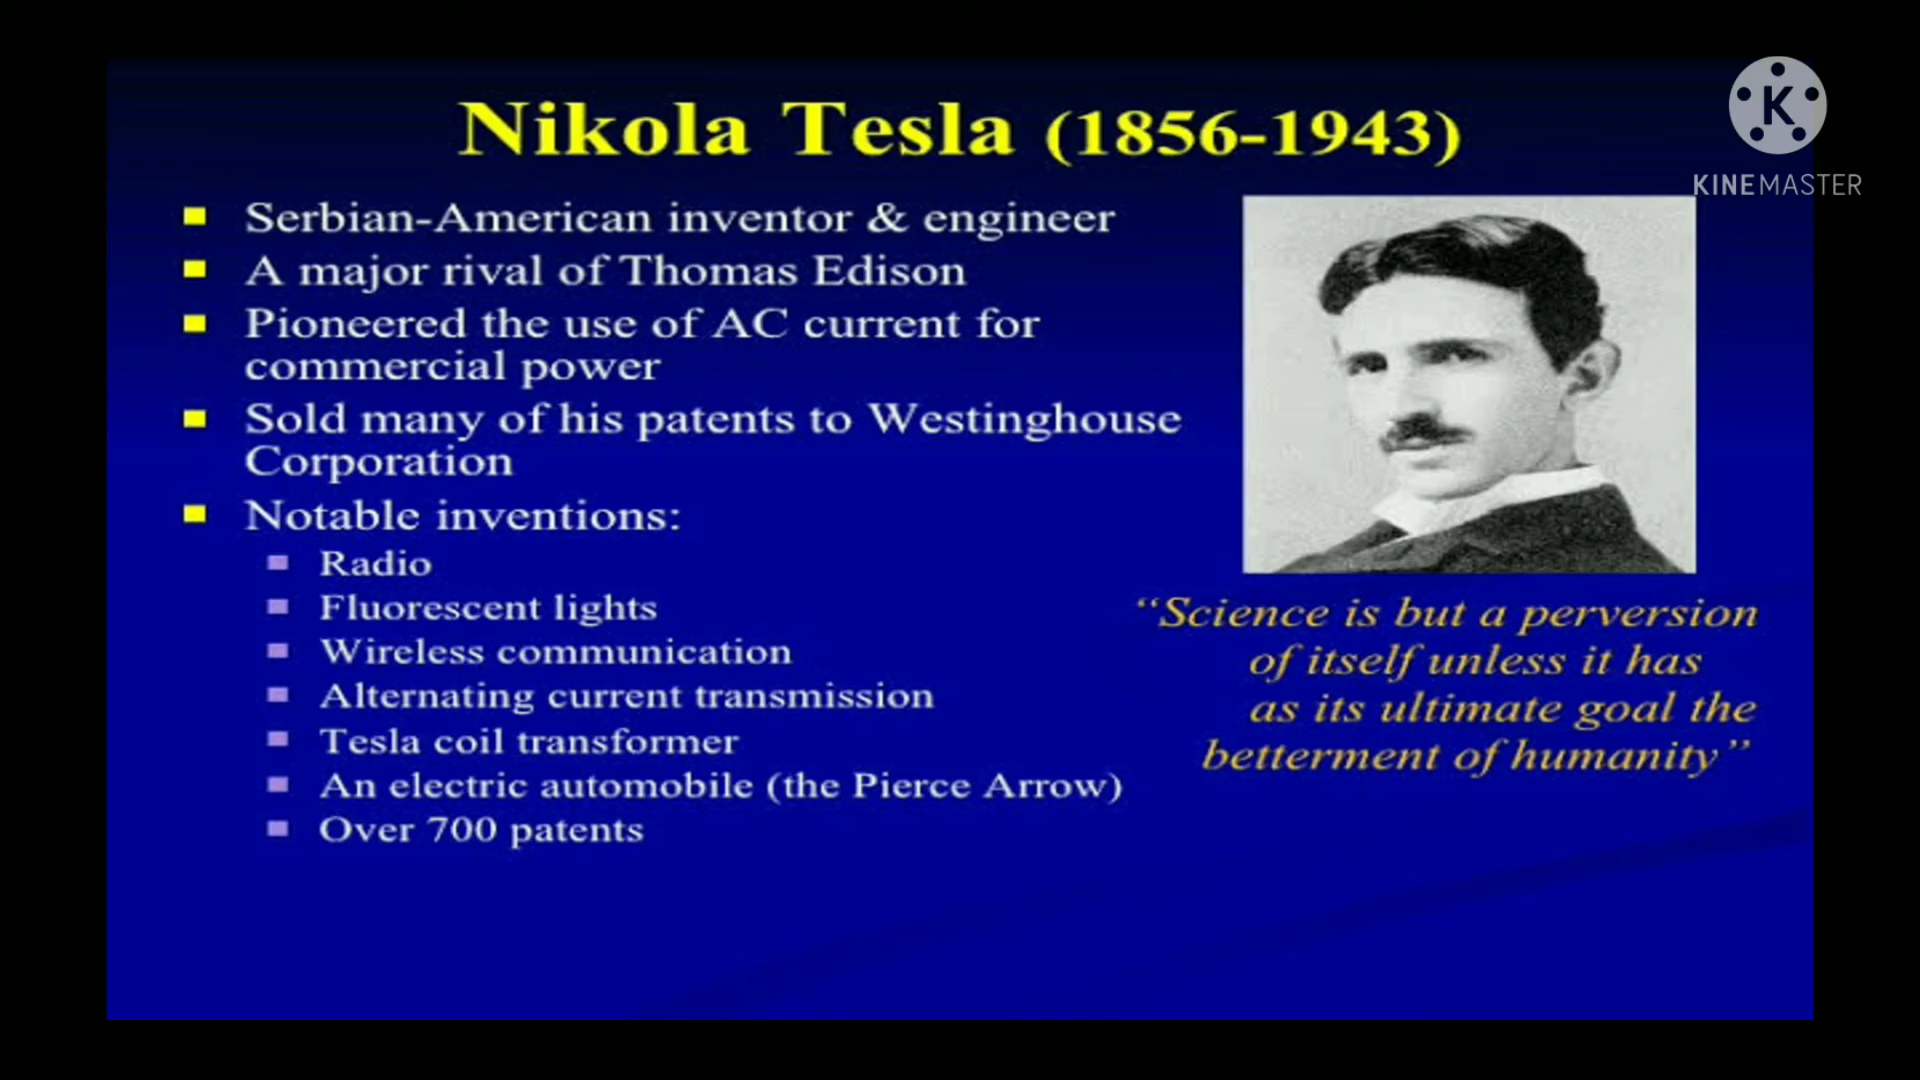 Nikola Tesla (1856-1943)
Serbian-American inventor & engineer
A major rival of Thomas Edison
Pioneered the use of AC current for
commercial power
Sold many of his patents to Westinghouse
Corporation
Notable inventions:
Radio
Fluorescent lights
Wireless communication
Alternating current transmission
Tesla coil transformer
An electric automobile (the Pierce Arrow)
Over 700 patents
K
KINEMASTER
“Science is but a perversion
of itself unless it has
as its ultimate goal the
betterment of humanity”